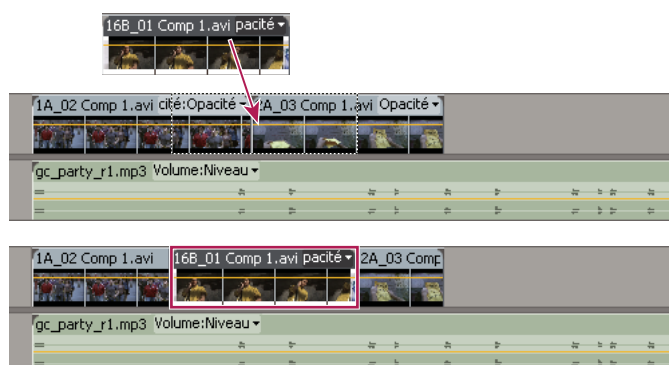 16B_01 Comp 1.avi pacité
1A_02 Comp 1.avi cité:Opacité 2A_03 Comp 1.avi Opacité
gc_party_r1.mp3 Volume:Niveau
1A_02 Comp 1.avi 16B_01 Comp 1.avi pacité 2A_03 Comp
gc_party_r1.mp3 Volume:Niveau